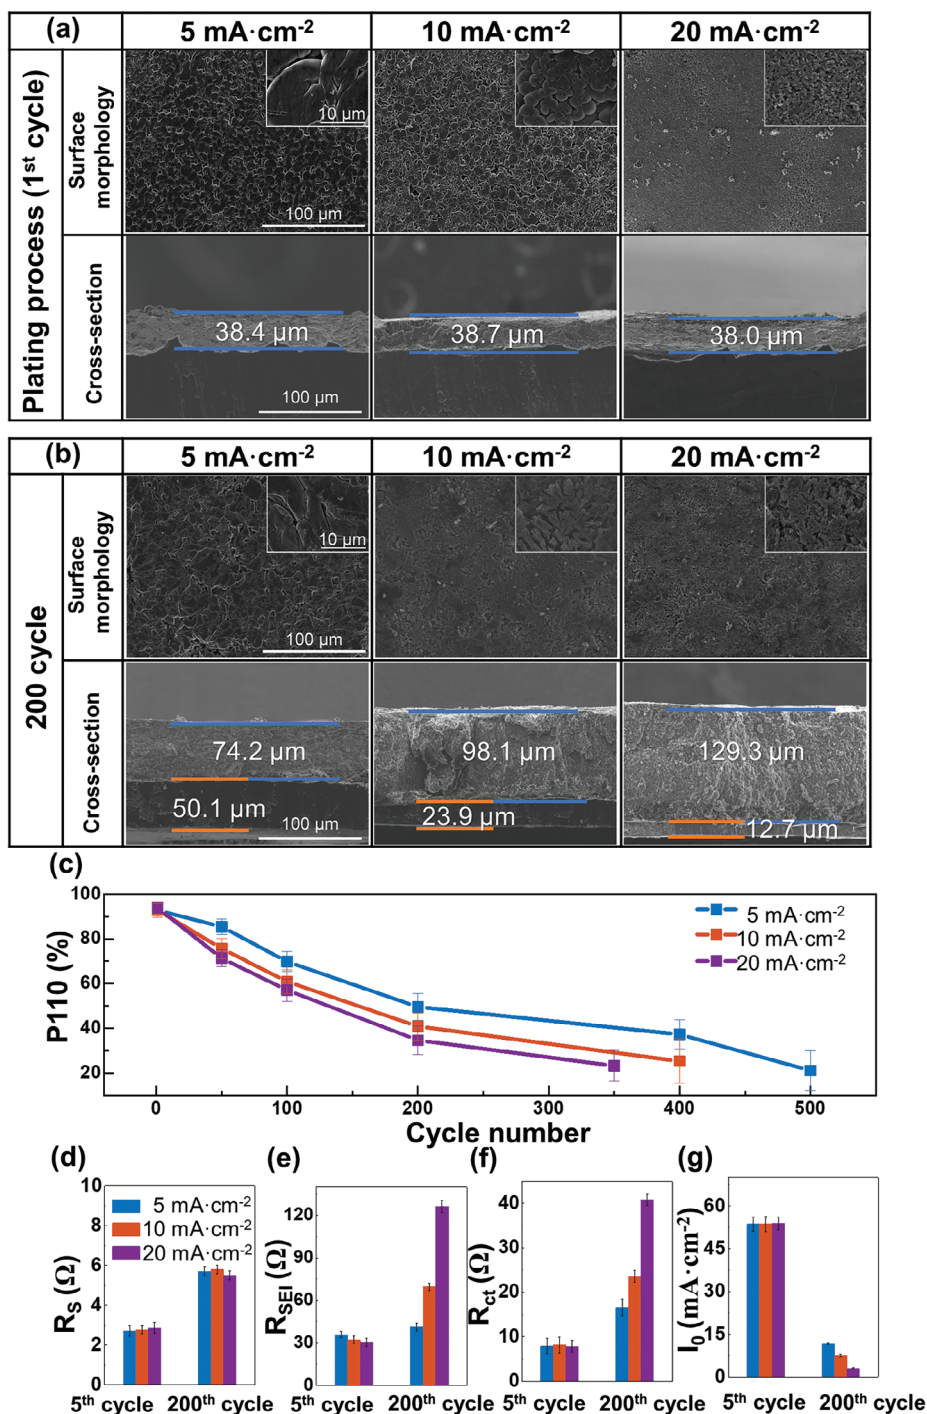 (a)
5 mA·cm-2
10 mA·cm-2
20 mA·cm-2
Plating process (1st cycle)
Surface
morphology
10 μm
100 μm
Cross-section
38.4 μm
38.7 μm
38.0 μm
100 μm
(b)
5 mA·cm-2
10 mA·cm-2
20 mA·cm-2
200 cycle
Surface
morphology
10 μm
100 μm
Cross-section
74.2 μm
98.1 μm
129.3 μm
50.1 μm
23.9 μm
12.7 μm
100 μm
(c)
P110 (%)
100
80
60
40
20
5 mA·cm-2
10 mA·cm-2
20 mA·cm-2
0 100 200 300 400 500
Cycle number
(d)
RS (Ω)
10
8
6
4
2
0
5 mA·cm-2
10 mA·cm-2
20 mA·cm-2
5th cycle 200th cycle
(e)
RSEI (Ω)
120
90
60
30
0
5th cycle 200th cycle
(f)
Rct (Ω)
40
30
20
10
0
5th cycle 200th cycle
(g)
I0 (mA·cm-2)
60
45
30
15
0
5th cycle 200th cycle